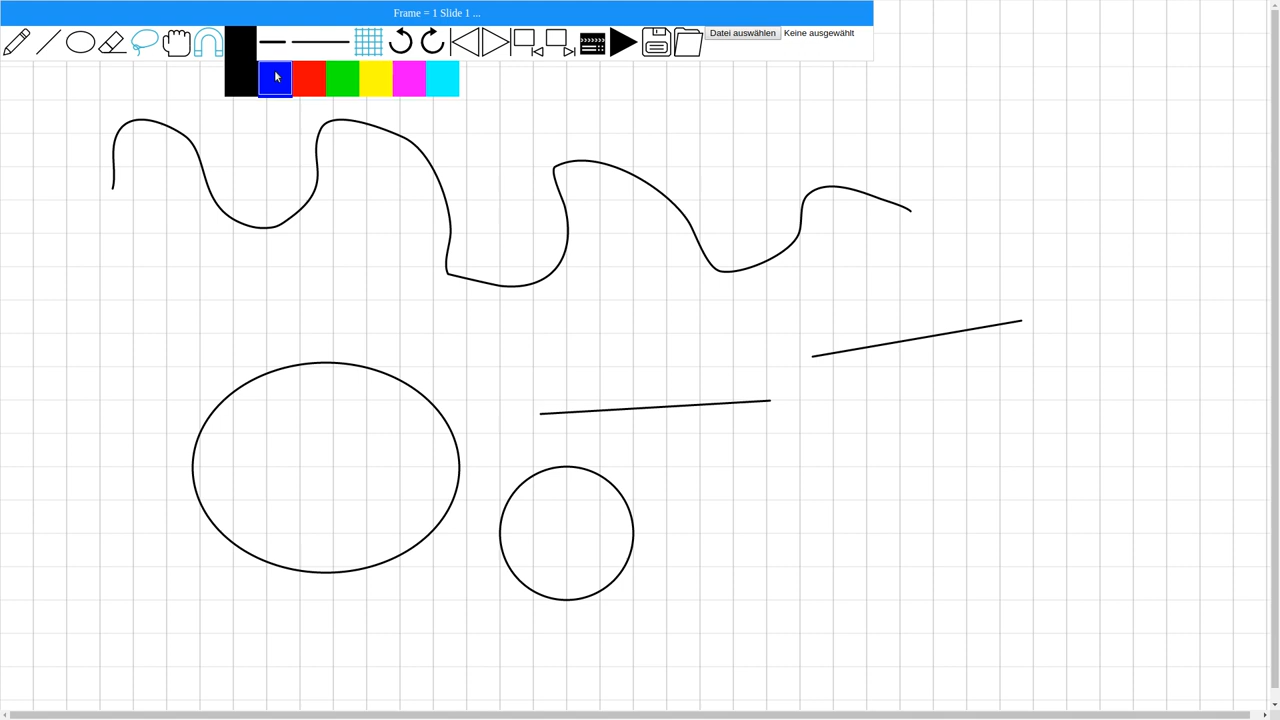 Frame = 1 Slide 1 ...
Datei auswählen Keine ausgewählt